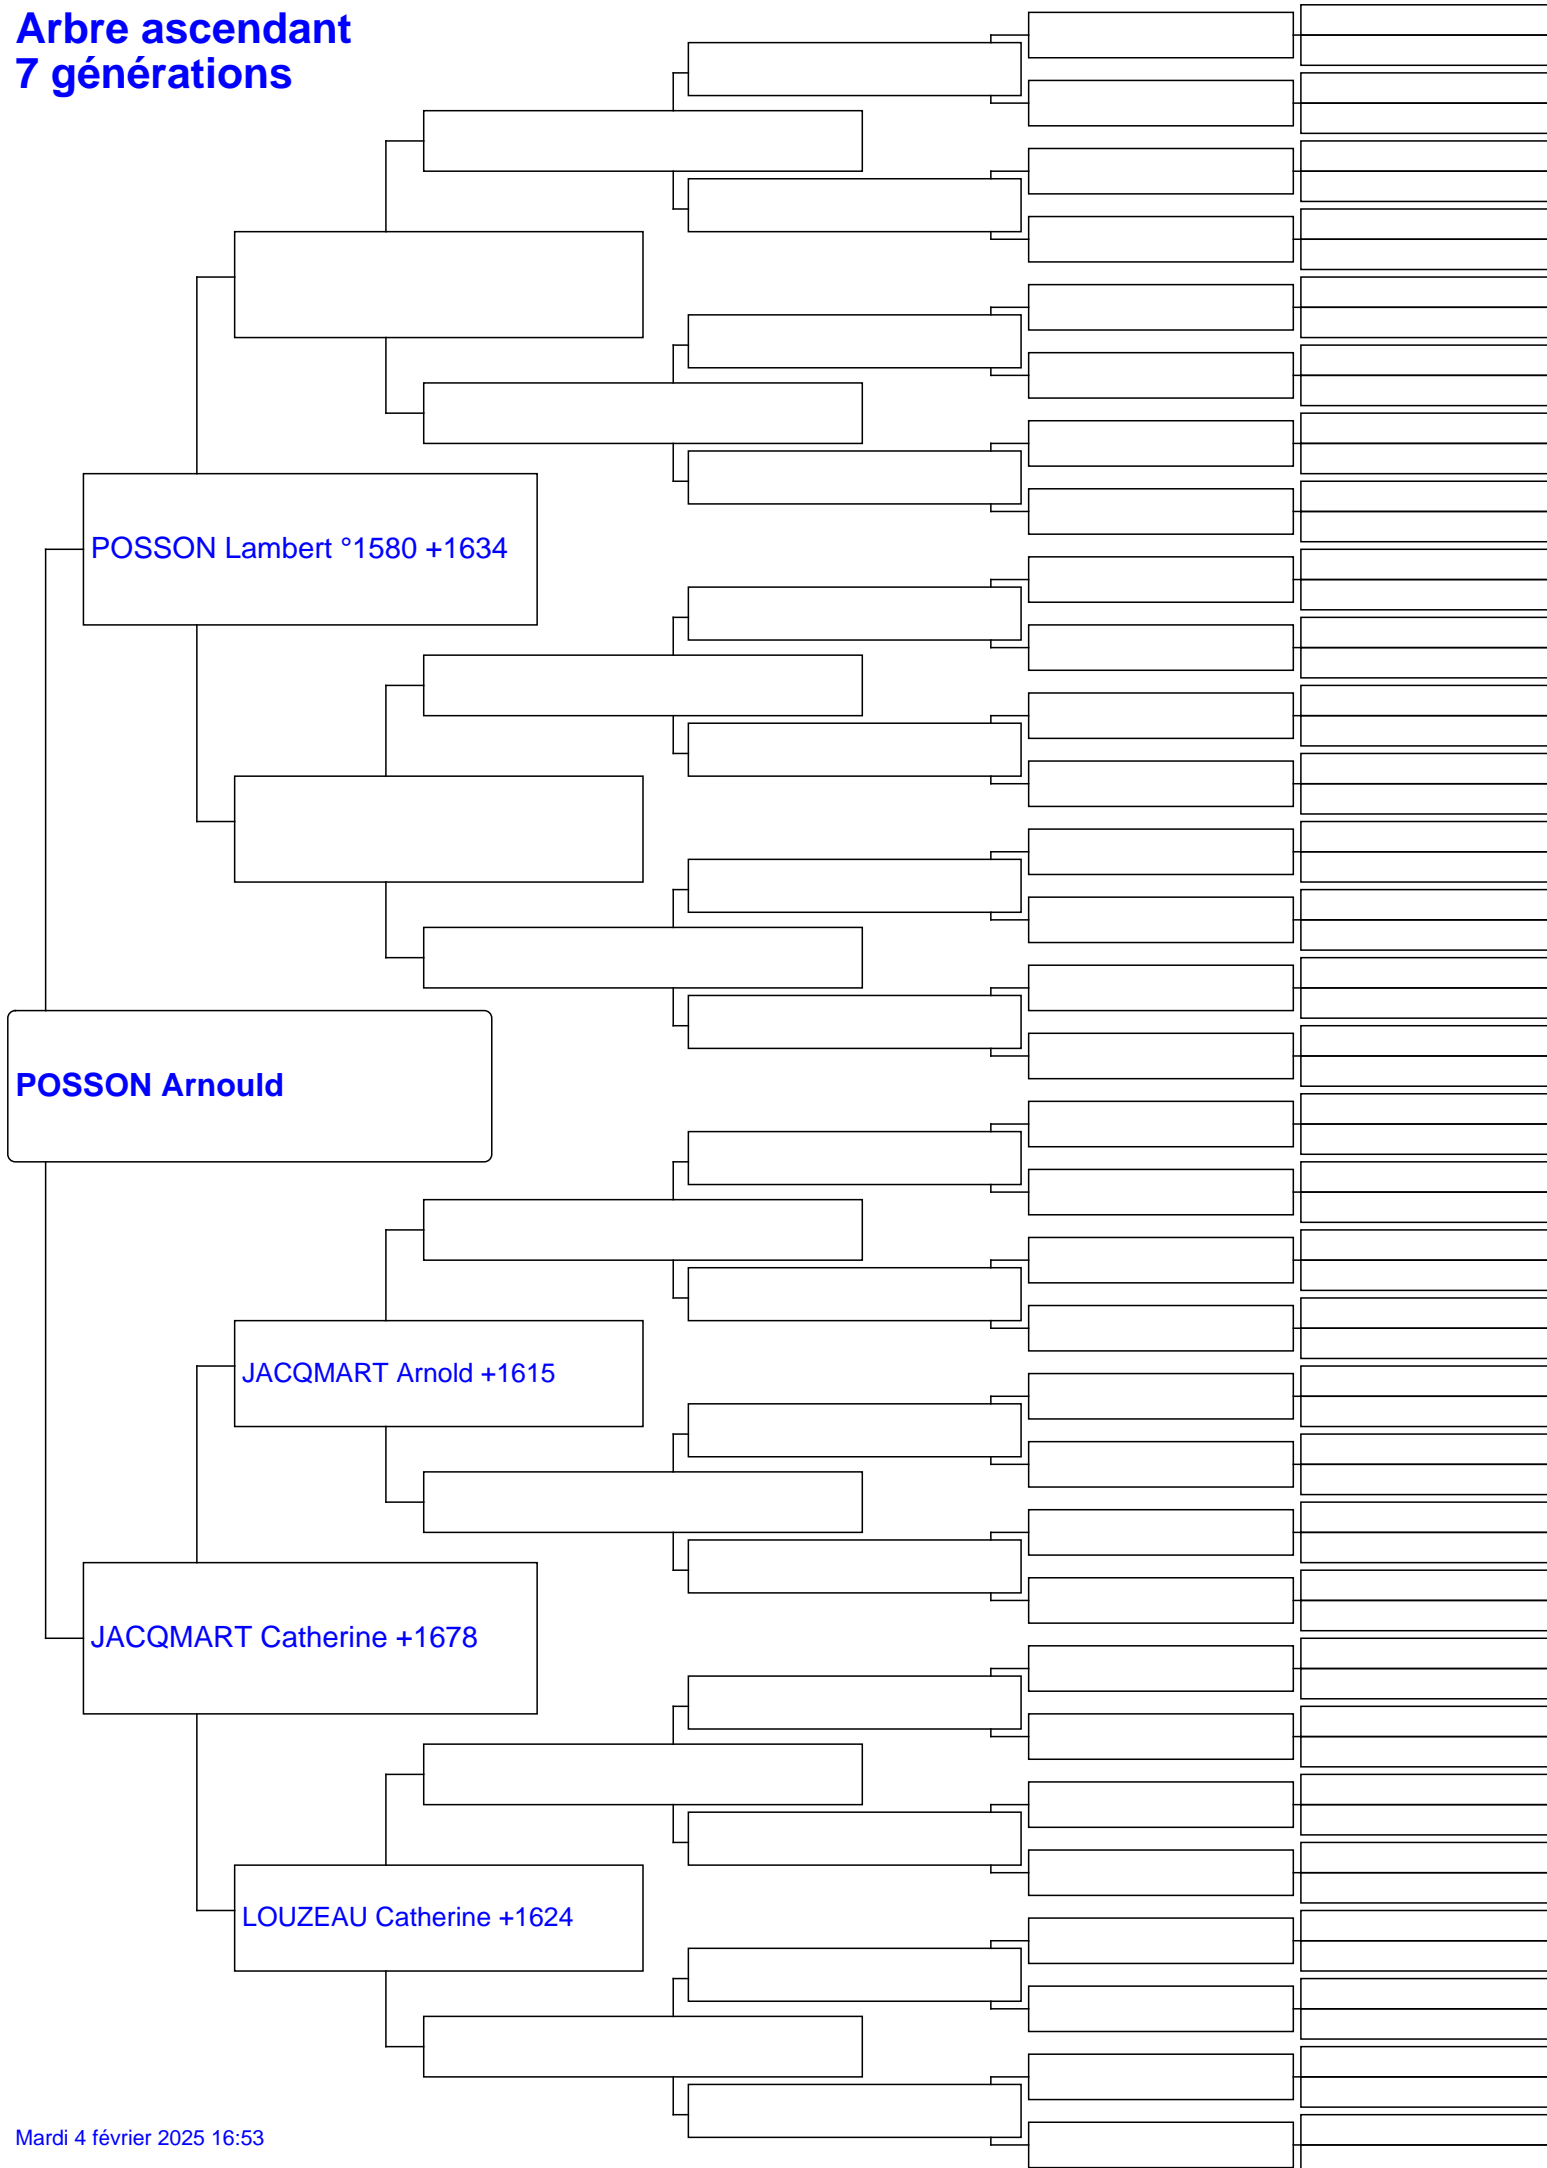 Arbre ascendant
7 générations
POSSON Lambert °1580 +1634
POSSON Arnould
JACQMART Arnold +1615
JACQMART Catherine +1678
LOUZEAU Catherine +1624
Mardi 4 février 2025 16:53